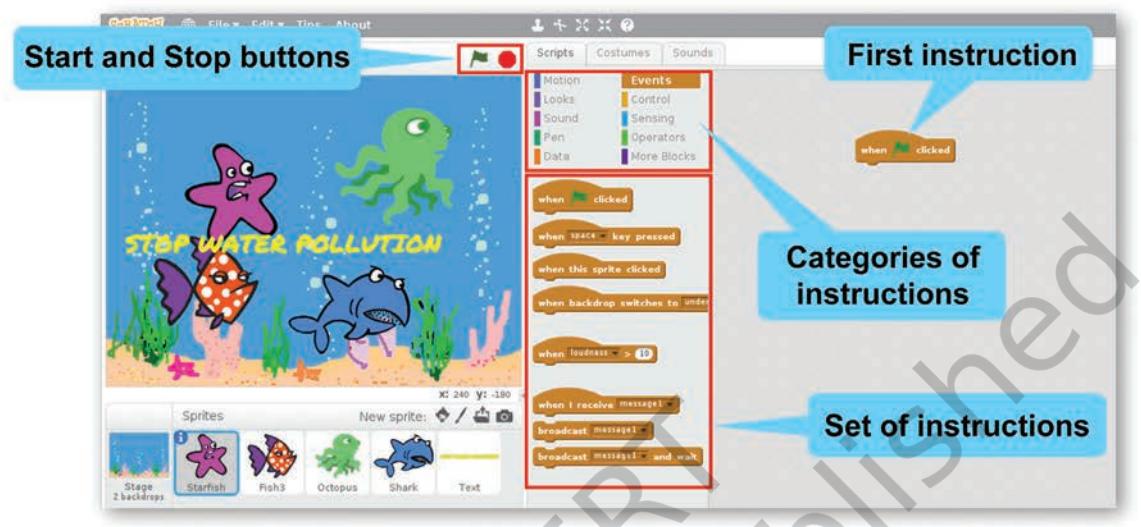 SCRATCH File Edit Tips About
Start and Stop buttons
Scripts Costumes Sounds
First instruction
Motion Events
Looks Control
Sound Sensing
Pen Operators
Data More Blocks
when clicked
when clicked
when space key pressed
when this sprite clicked
when backdrop switches to under
when loudness > 10
when I receive message1
broadcast message1
broadcast message1 and wait
Categories of
instructions
Set of instructions
STOP WATER POLLUTION
X: 240 y: -180
Sprites New sprite:
Stage
2 backdrops
Starfish Fish3 Octopus Shark Text